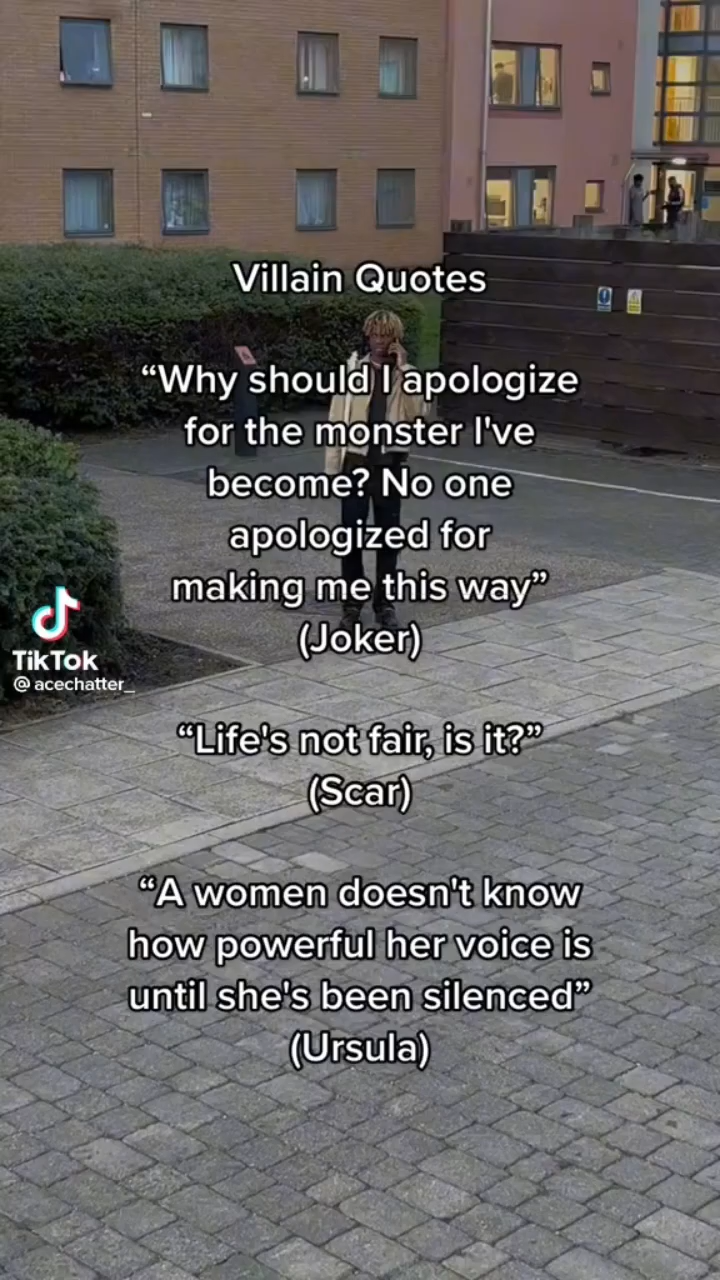 Villain Quotes
“Why should I apologize
for the monster I've
become? No one
apologized for
making me this way”
(Joker)
TikTok
@acechatter_
“Life's not fair, is it?”
(Scar)
“A women doesn't know
how powerful her voice is
until she's been silenced”
(Ursula)